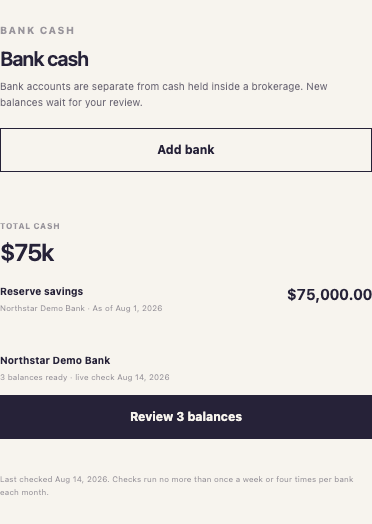 BANK CASH
Bank cash
Bank accounts are separate from cash held inside a brokerage. New
balances wait for your review.
Add bank
TOTAL CASH
$75k
Reserve savings
$75,000.00
Northstar Demo Bank · As of Aug 1, 2026
Northstar Demo Bank
3 balances ready · live check Aug 14, 2026
Review 3 balances
Last checked Aug 14, 2026. Checks run no more than once a week or four times per bank
each month.